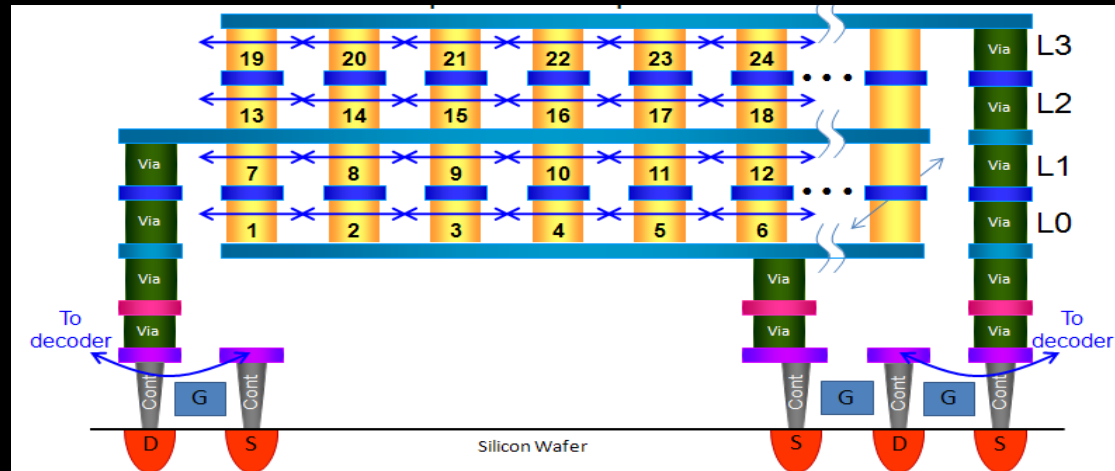 19 20 21 22 23 24 Via L3
• • •
13 14 15 16 17 18 Via L2
Via 7 8 9 10 11 12 Via L1
• • •
Via 1 2 3 4 5 6 Via L0
Via Via Via
To decoder Via Via Via To decoder
Cont G Cont Cont G Cont G Cont
D S Silicon Wafer S D S